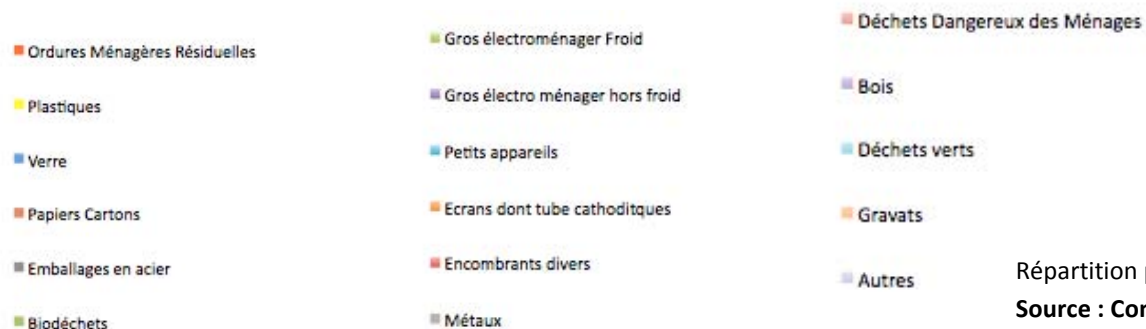 Ordures Ménagères Résiduelles
Plastiques
Verre
Papiers Cartons
Emballages en acier
Biodéchets
Gros électroménager Froid
Gros électro ménager hors froid
Petits appareils
Ecrans dont tube cathoditques
Encombrants divers
Métaux
Déchets Dangereux des Ménages
Bois
Déchets verts
Gravats
Autres
Répartition
Source :